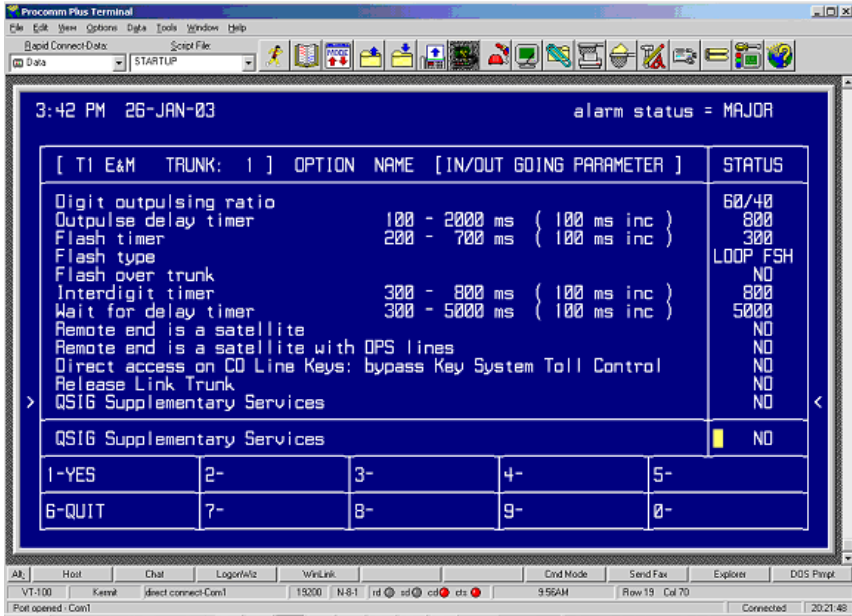 Procomm Plus Terminal
File Edit View Options Data Tools Window Help
Rapid Connect-Data: Script File:
Data STARTUP
MODE
3:42 PM 26-JAN-03 alarm status = MAJOR
[ T1 E&M TRUNK: 1 ] OPTION NAME [IN/OUT GOING PARAMETER ] STATUS
Digit outpulsing ratio 60/40
Outpulse delay timer 100 - 2000 ms ( 100 ms inc ) 800
Flash timer 200 - 700 ms ( 100 ms inc ) 300
Flash type LOOP FSH
Flash over trunk NO
Interdigit timer 300 - 800 ms ( 100 ms inc ) 800
Wait for delay timer 300 - 5000 ms ( 100 ms inc ) 5000
Remote end is a satellite NO
Remote end is a satellite with OPS lines NO
Direct access on CO Line Keys: bypass Key System Toll Control NO
Release Link Trunk NO
> QSIG Supplementary Services NO <
QSIG Supplementary Services NO
1-YES 2- 3- 4- 5-
6-QUIT 7- 8- 9- 0-
Alt; Host Chat Logon/Wiz WinLink Cmd Mode Send Fax Explorer DOS Prmpt
VT-100 Kermit direct connect-Com1 19200 N-8-1 rd sd cd cts 9:56AM Row 19 Col 70
Port opened - Com1 Connected 20:21:48